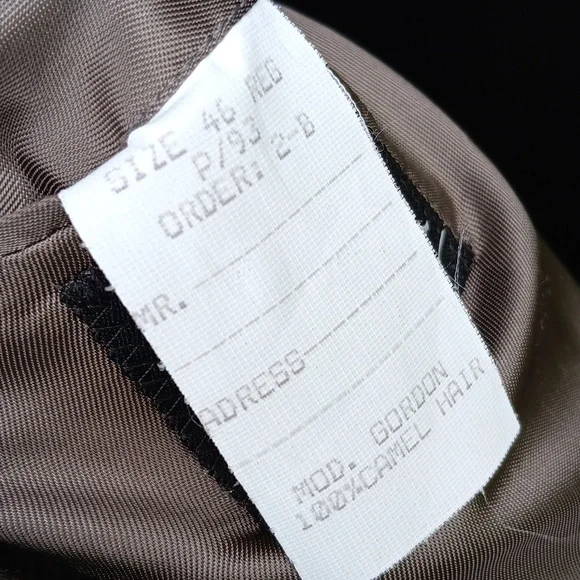 SIZE 46 REG
P/93
ORDER: 2-B
MR.
ADRESS
MOD. GORDON
100%CAMEL HAIR